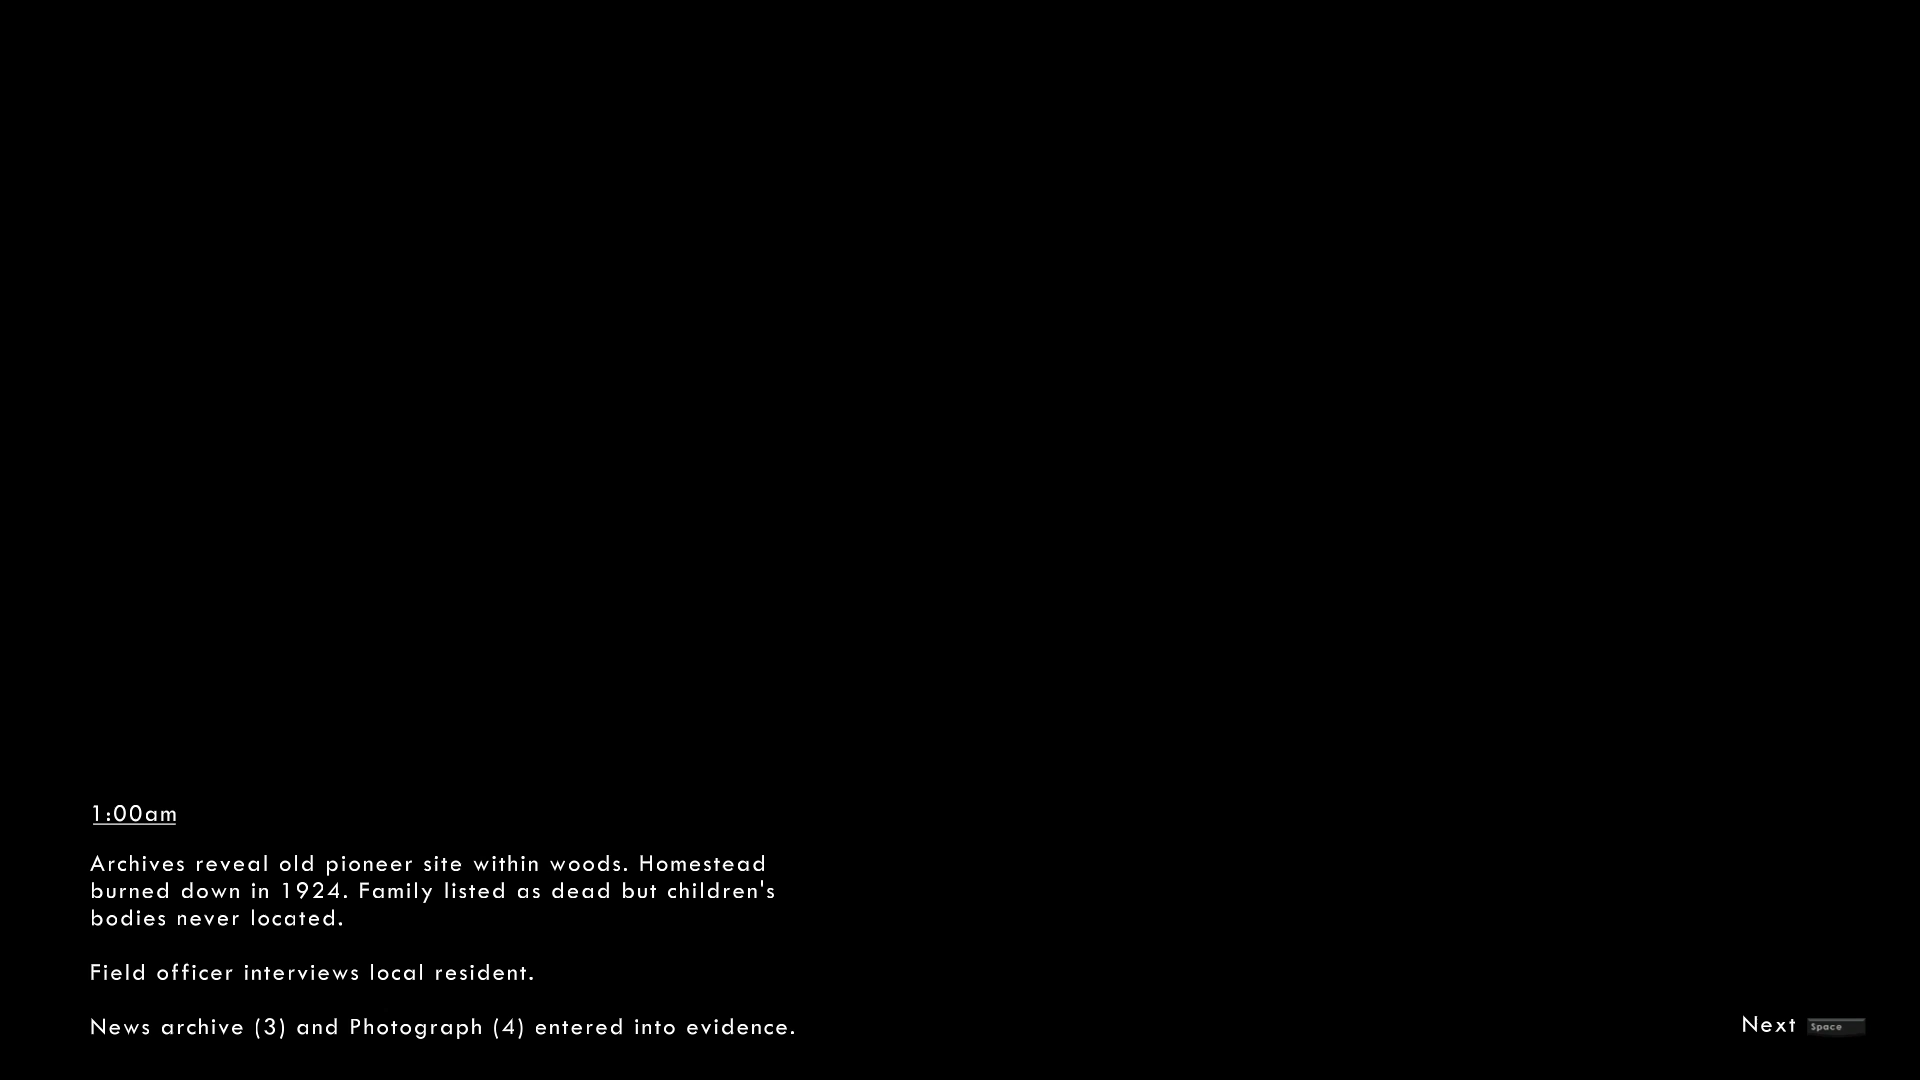 1:00am
Archives reveal old pioneer site within woods. Homestead
burned down in 1924. Family listed as dead but children's
bodies never located.
Field officer interviews local resident.
News archive (3) and Photograph (4) entered into evidence.
Next Space